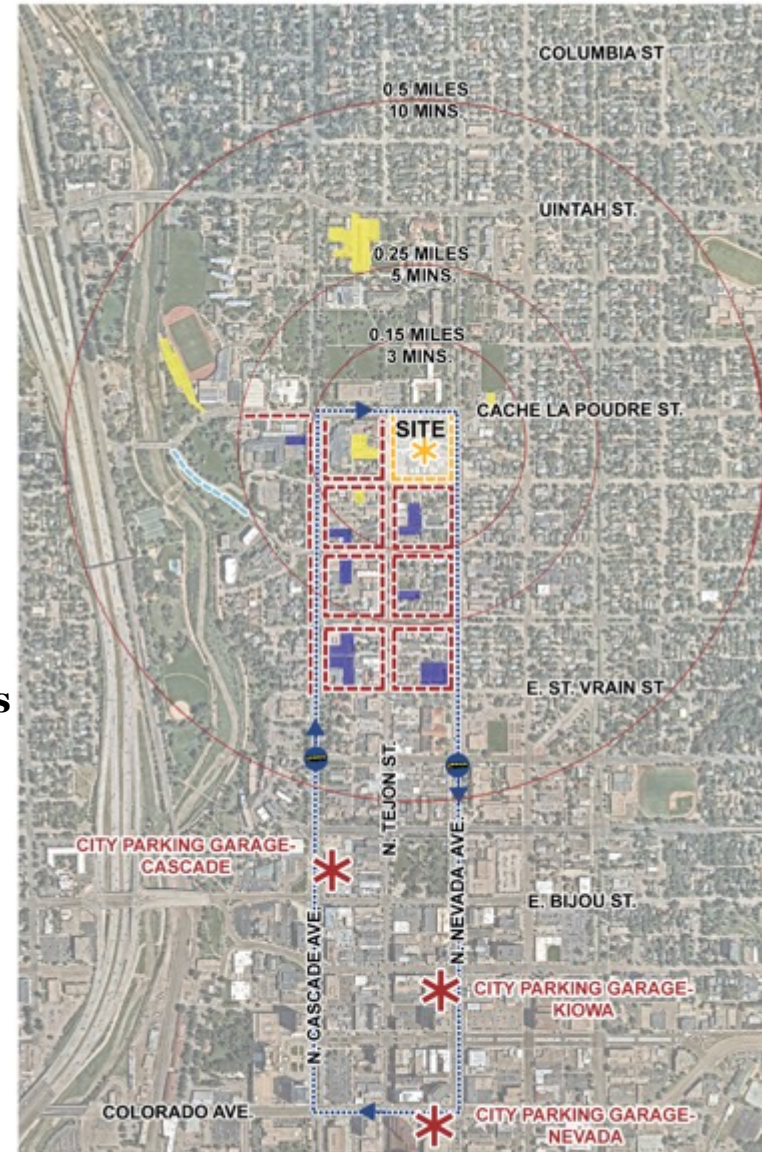 COLUMBIA ST
0.5 MILES
10 MINS.
UINTAH ST.
0.25 MILES
5 MINS.
0.15 MILES
3 MINS.
CACHE LA POUDRE ST.
SITE
s
E. ST. VRAIN ST
N. TEJON ST.
CITY PARKING GARAGE-
CASCADE
N. NEVADA AVE.
E. BIJOU ST.
N. CASCADE AVE.
CITY PARKING GARAGE-
KIOWA
COLORADO AVE.
CITY PARKING GARAGE-
NEVADA